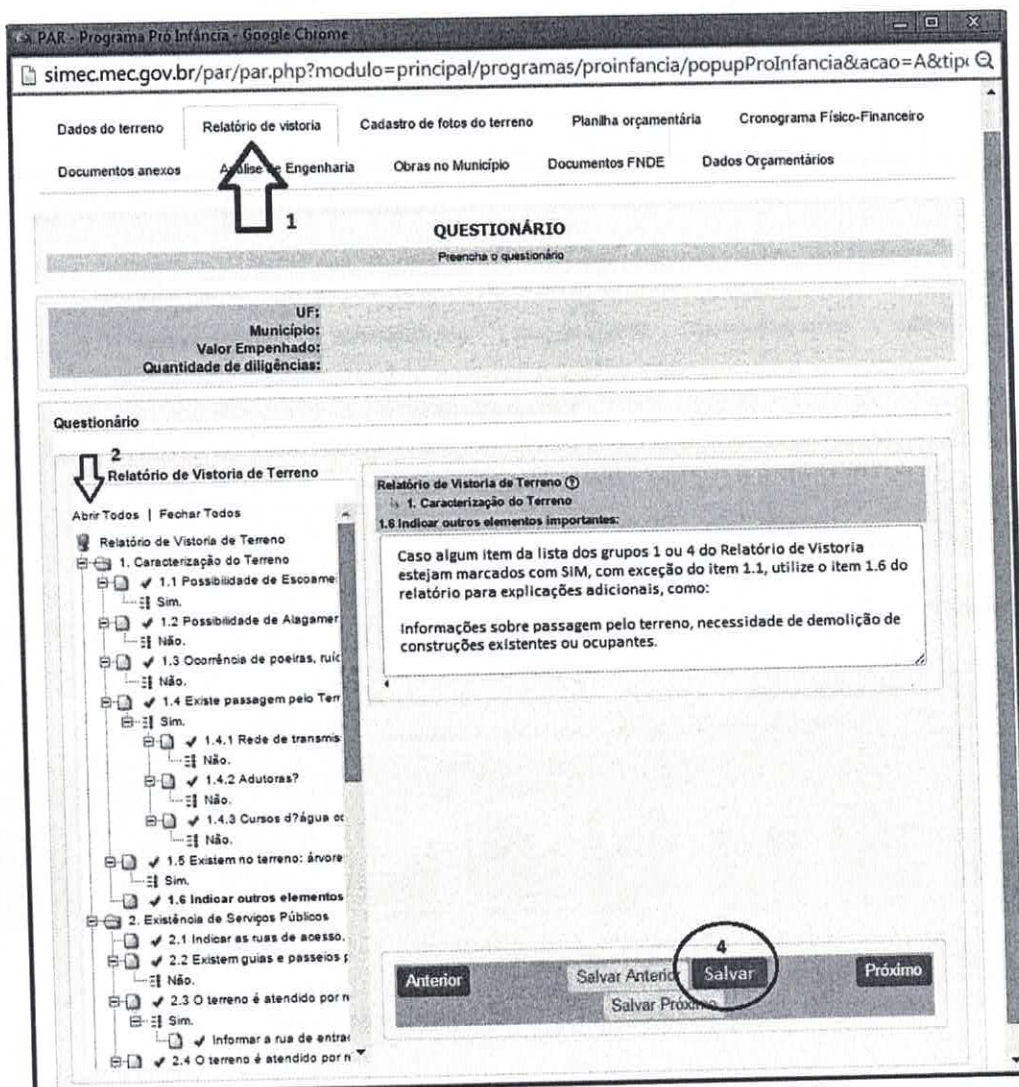 PAR - Programa Pró Infância - Google Chrome
simec.mec.gov.br/par/par.php?modulo=principal/programas/proinfancia/popupProInfancia&acao=A&tip
Dados do terreno Relatório de vistoria Cadastro de fotos do terreno Planilha orçamentária Cronograma Físico-Financeiro
Documentos anexos Análise de Engenharia Obras no Município Documentos FNDE Dados Orçamentários
1
QUESTIONÁRIO
Preencha o questionário
UF:
Município:
Valor Empenhado:
Quantidade de diligências:
Questionário
2
Relatório de Vistoria de Terreno
Abrir Todos | Fechar Todos
Relatório de Vistoria de Terreno
1. Caracterização do Terreno
1.1 Possibilidade de Escoame
Sim.
1.2 Possibilidade de Alagamer
Não.
1.3 Ocorrência de poeiras, ruíc
Não.
1.4 Existe passagem pelo Terr
Sim.
1.4.1 Rede de transmis
Não.
1.4.2 Adutoras?
Não.
1.4.3 Cursos d?água oc
Não.
1.5 Existem no terreno: árvore
Sim.
1.6 Indicar outros elementos
2. Existência de Serviços Públicos
2.1 Indicar as ruas de acesso,
2.2 Existem guias e passeios p
Não.
2.3 O terreno é atendido por n
Sim.
Informar a rua de entrac
2.4 O terreno é atendido por n
Relatório de Vistoria de Terreno ?
1. Caracterização do Terreno
1.6 Indicar outros elementos importantes:
Caso algum item da lista dos grupos 1 ou 4 do Relatório de Vistoria
estejam marcados com SIM, com exceção do item 1.1, utilize o item 1.6 do
relatório para explicações adicionais, como:
Informações sobre passagem pelo terreno, necessidade de demolição de
construções existentes ou ocupantes.
4
Anterior Salvar Anterior Salvar Próximo
Salvar Próximo